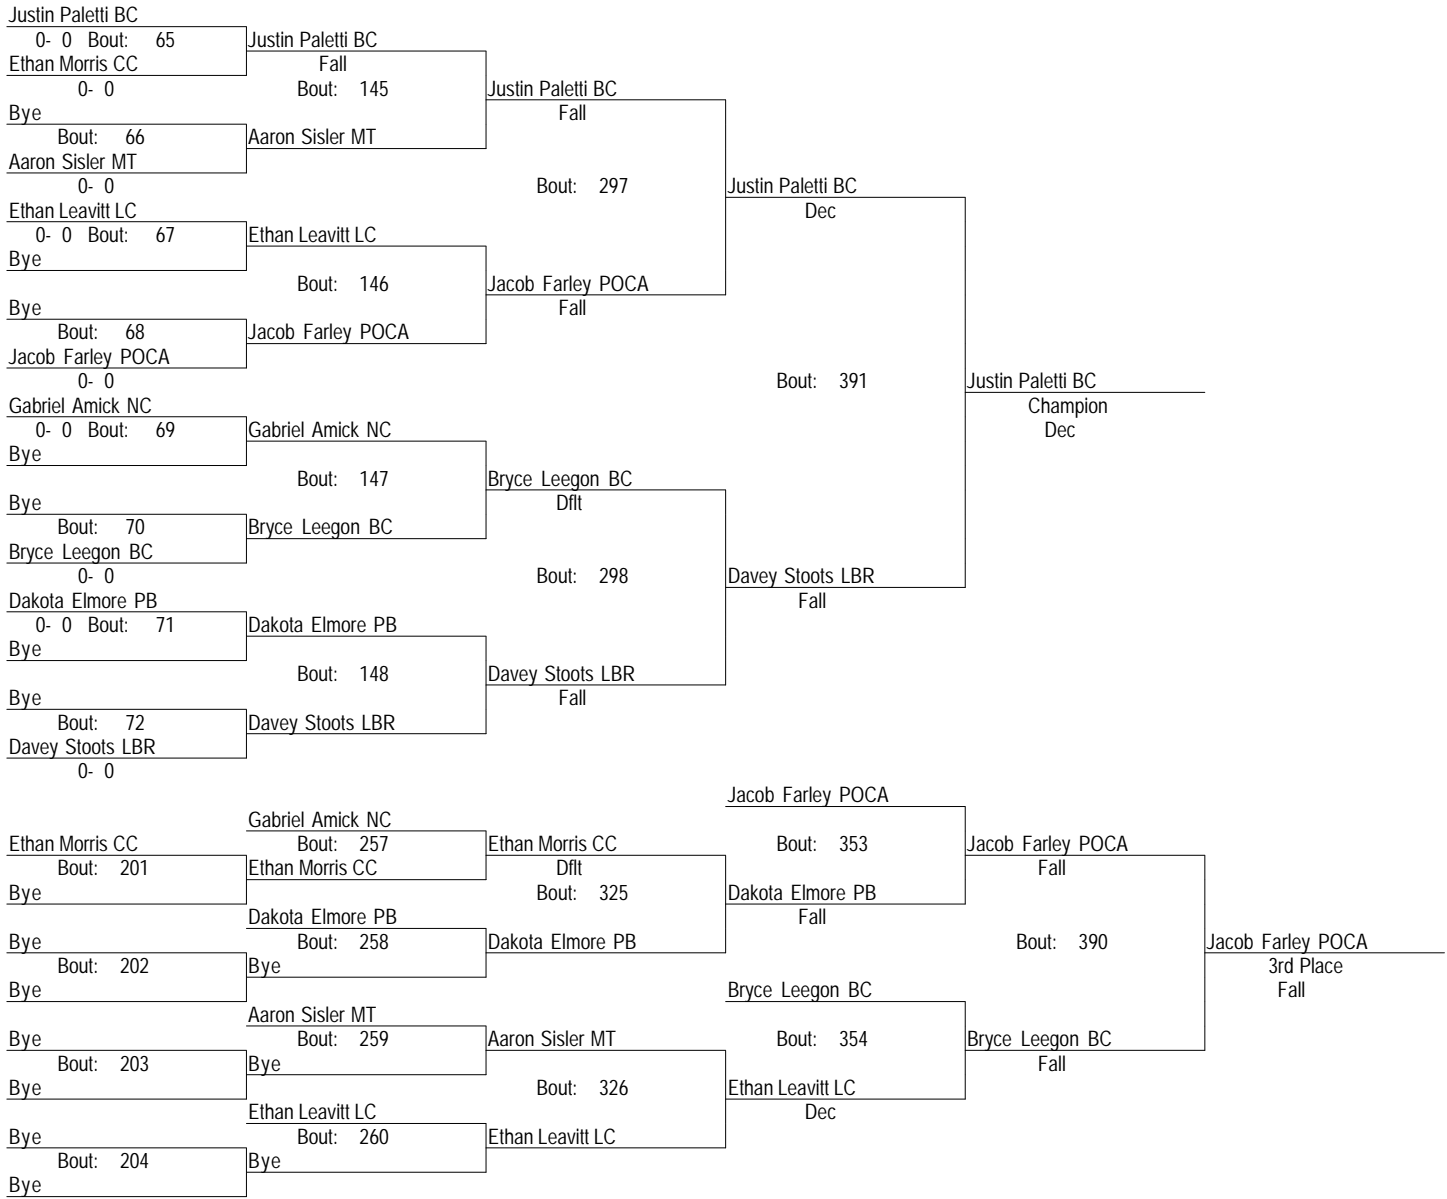 Justin Paletti BC
0- 0 Bout: 65 Justin Paletti BC
Ethan Morris CC Fall
0- 0 Bout: 145 Justin Paletti BC
Bye Fall
Bout: 66 Aaron Sisler MT
Aaron Sisler MT
0- 0 Bout: 297 Justin Paletti BC
Ethan Leavitt LC Dec
0- 0 Bout: 67 Ethan Leavitt LC
Bye
Bout: 146 Jacob Farley POCA
Bye Fall
Bout: 68 Jacob Farley POCA
Jacob Farley POCA
0- 0 Bout: 391 Justin Paletti BC
Gabriel Amick NC Champion
0- 0 Bout: 69 Gabriel Amick NC Dec
Bye
Bout: 147 Bryce Leegon BC
Bye Dflt
Bout: 70 Bryce Leegon BC
Bryce Leegon BC
0- 0 Bout: 298 Davey Stoots LBR
Dakota Elmore PB Fall
0- 0 Bout: 71 Dakota Elmore PB
Bye
Bout: 148 Davey Stoots LBR
Bye Fall
Bout: 72 Davey Stoots LBR
Davey Stoots LBR
0- 0
Jacob Farley POCA
Gabriel Amick NC
Ethan Morris CC Bout: 257 Ethan Morris CC Bout: 353 Jacob Farley POCA
Bout: 201 Ethan Morris CC Dflt Fall
Bye Bout: 325 Dakota Elmore PB
Dakota Elmore PB Fall
Bye Bout: 258 Dakota Elmore PB Bout: 390 Jacob Farley POCA
Bout: 202 Bye 3rd Place
Bye Bryce Leegon BC Fall
Aaron Sisler MT
Bye Bout: 259 Aaron Sisler MT Bout: 354 Bryce Leegon BC
Bout: 203 Bye Fall
Bye Bout: 326 Ethan Leavitt LC
Ethan Leavitt LC Dec
Bye Bout: 260 Ethan Leavitt LC
Bout: 204 Bye
Bye